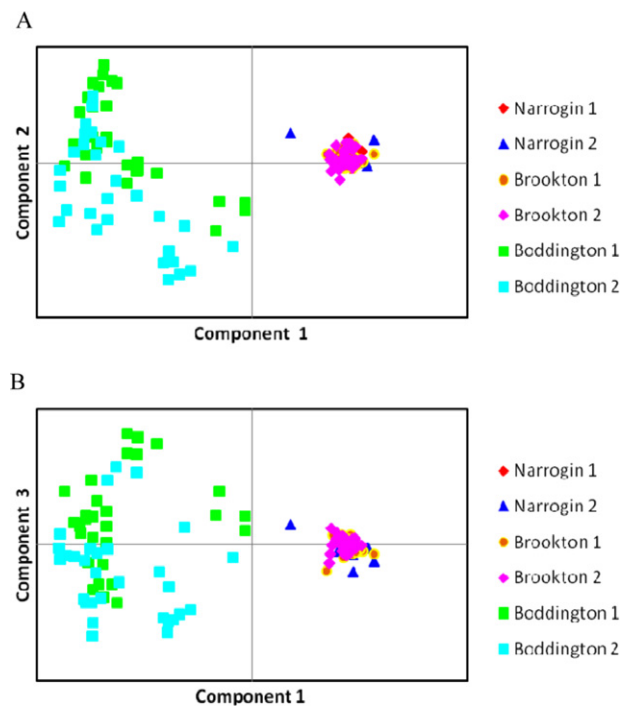 A
Component 2
Component 1
Narrogin 1
Narrogin 2
Brookton 1
Brookton 2
Boddington 1
Boddington 2
B
Component 3
Component 1
Narrogin 1
Narrogin 2
Brookton 1
Brookton 2
Boddington 1
Boddington 2